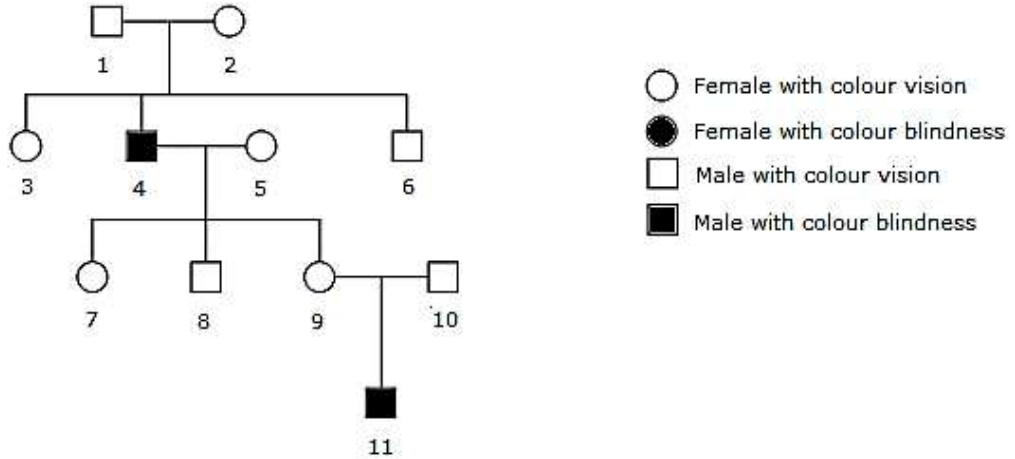 1 2
Female with colour vision
Female with colour blindness
3 4 5 6
Male with colour vision
Male with colour blindness
7 8 9 10
11